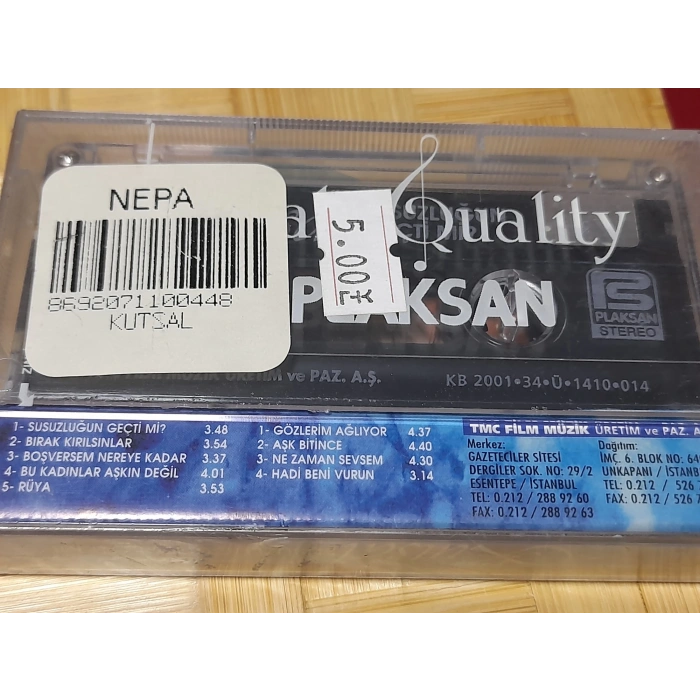 NEPA
8692071100448
KUTSAL
5.00
Quality
PLAKSAN
PLAKSAN
STEREO
MÜZİK ÜRETİM ve PAZ. A.Ş.
KB 2001•34•Ü•1410•014
1- SUSUZLUĞUN GEÇTİ Mİ? 3.48
2- BIRAK KIRILSINLAR 3.54
3- BOŞVERSEM NEREYE KADAR 3.37
4- BU KADINLAR AŞKIN DEĞİL 4.01
5- RÜYA 3.53
1- GÖZLERİM AĞLIYOR 4.37
2- AŞK BİTİNCE 4.40
3- NE ZAMAN SEVSEM 4.30
4- HADİ BENİ VURUN 3.14
TMC FİLM MÜZİK ÜRETİM ve PAZ. A
Merkez:
GAZETECİLER SİTESİ
DERGİLER SOK. NO: 29/2
ESENTEPE / İSTANBUL
TEL: 0.212 / 288 92 60
FAX: 0.212 / 288 92 63
Dağıtım:
İMÇ. 6. BLOK NO: 64
UNKAPANI / İSTAN
TEL: 0.212 / 526
FAX: 0.212 / 526